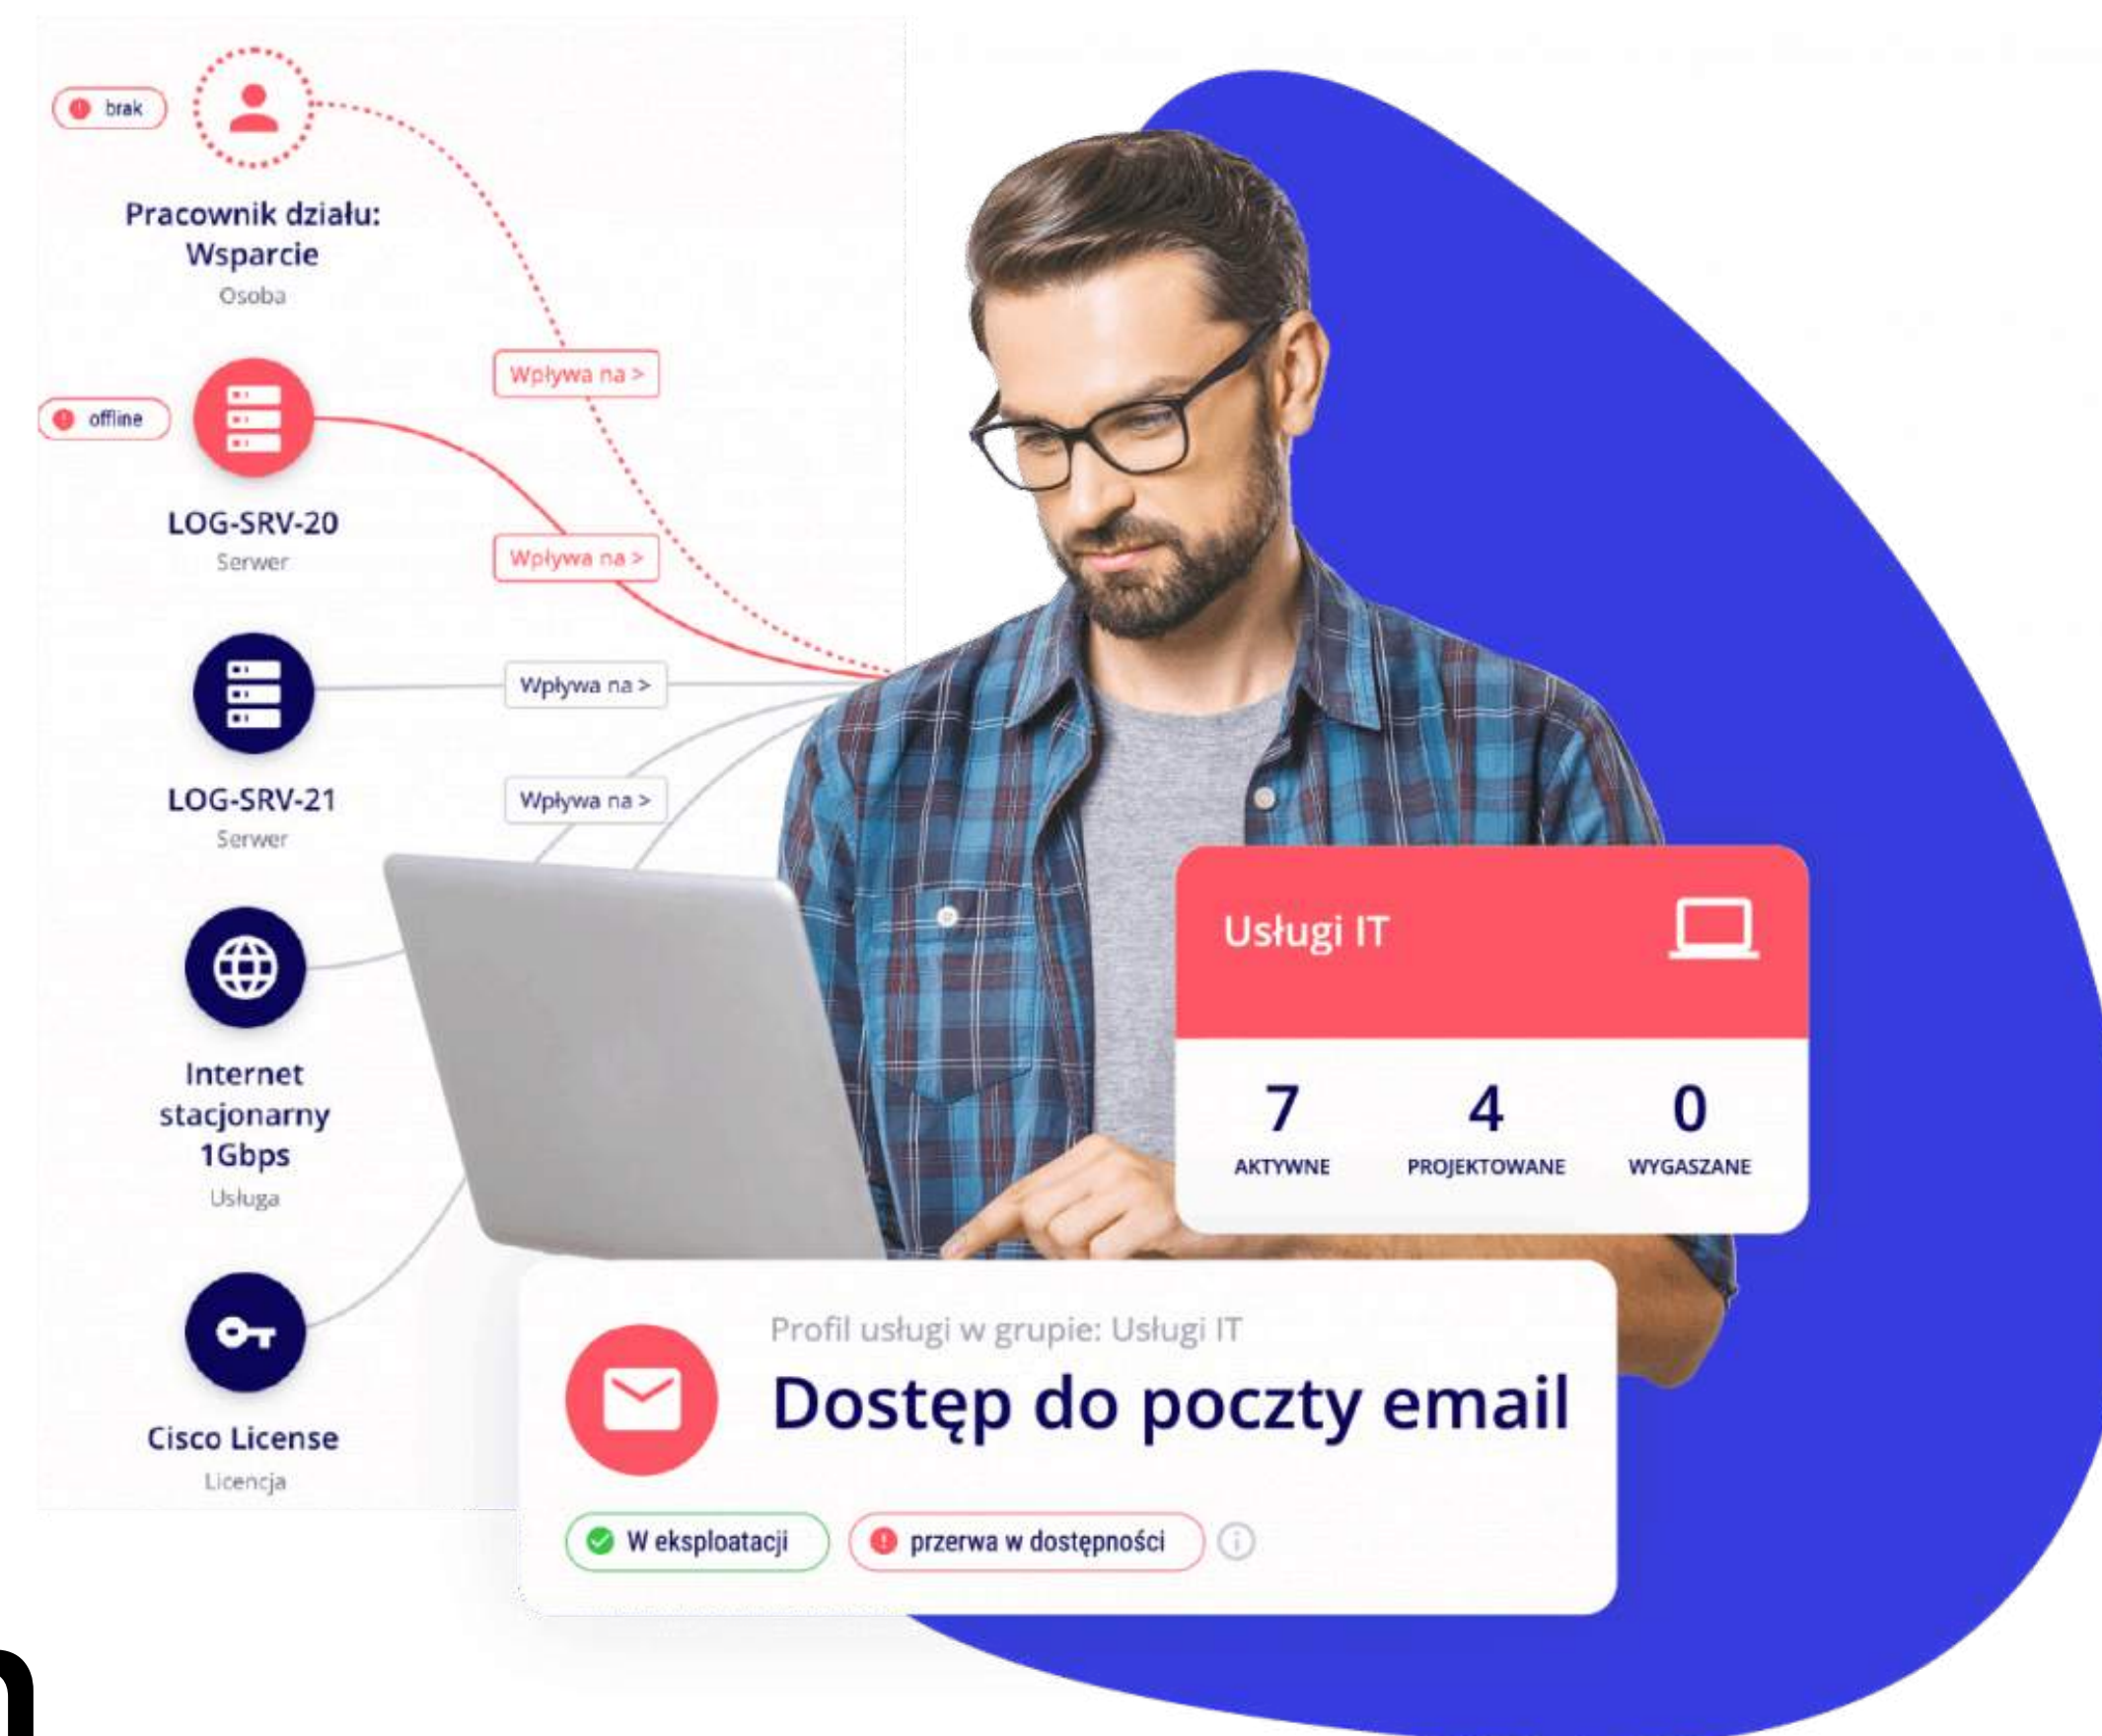 brak
Pracownik działu:
Wsparcie
Osoba
Wpływa na >
offline
LOG-SRV-20
Serwer
Wpływa na >
LOG-SRV-21
Serwer
Wpływa na >
Wpływa na >
Internet
stacjonarny
1Gbps
Usługa
Cisco License
Licencja
Usługi IT
7 4 0
AKTYWNE PROJEKTOWANE WYGASZANE
Profil usługi w grupie: Usługi IT
Dostęp do poczty email
W eksploatacji przerwa w dostępności